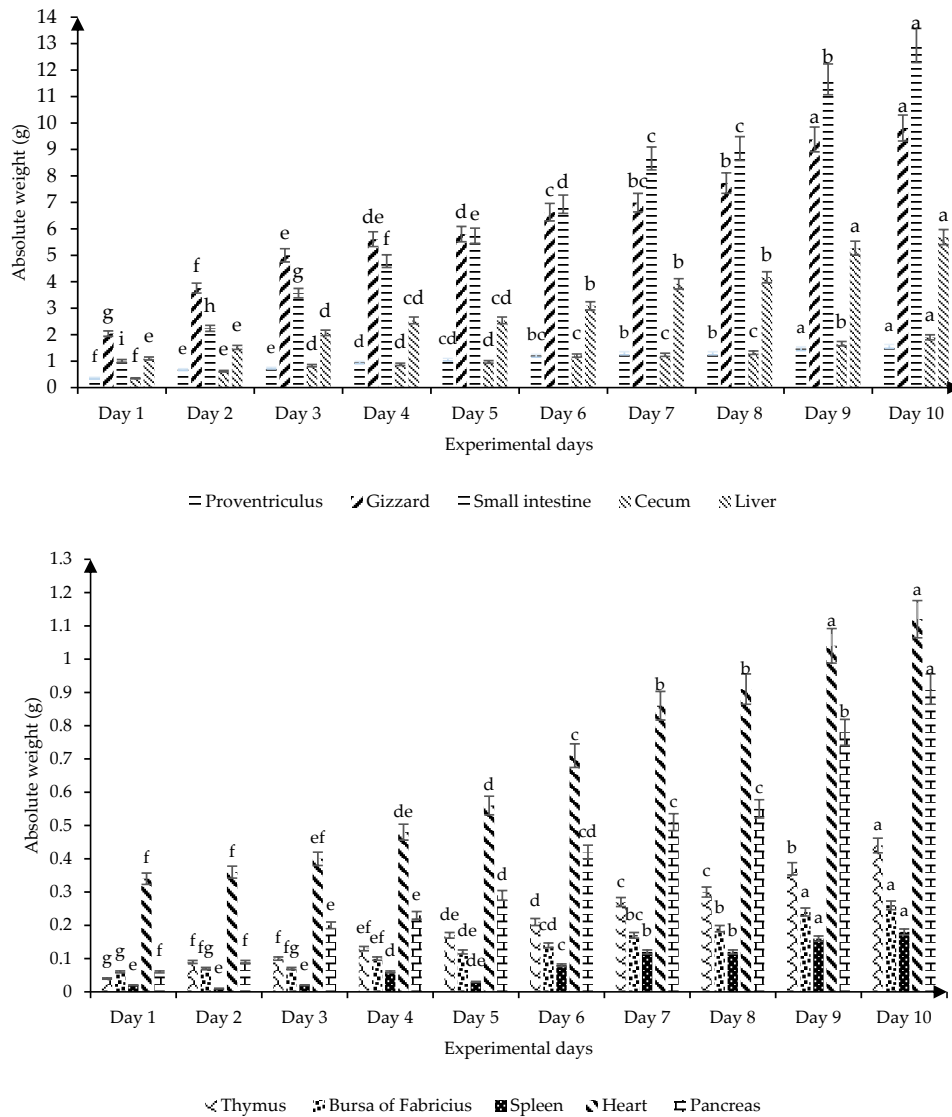 Absolute weight (g)
14
13
12
11
10
9
8
7
6
5
4
3
2
1
0
f g i f e
e f h e e
e e g d d
d de f d cd
cd d e d cd
bc c d c b
b bc c c b
b b c c b
a a b b a
a a a a a
Day 1 Day 2 Day 3 Day 4 Day 5 Day 6 Day 7 Day 8 Day 9 Day 10
Experimental days
Proventriculus Gizzard Small intestine Cecum Liver
Absolute weight (g)
1.3
1.2
1.1
1
0.9
0.8
0.7
0.6
0.5
0.4
0.3
0.2
0.1
0
g g e f f
f fg e f f
f fg e ef e
ef ef d de e
de de de d d
d cd c c cd
c bc b b c
c b b b c
b a a a b
a a a a a
Day 1 Day 2 Day 3 Day 4 Day 5 Day 6 Day 7 Day 8 Day 9 Day 10
Experimental days
Thymus Bursa of Fabricius Spleen Heart Pancreas